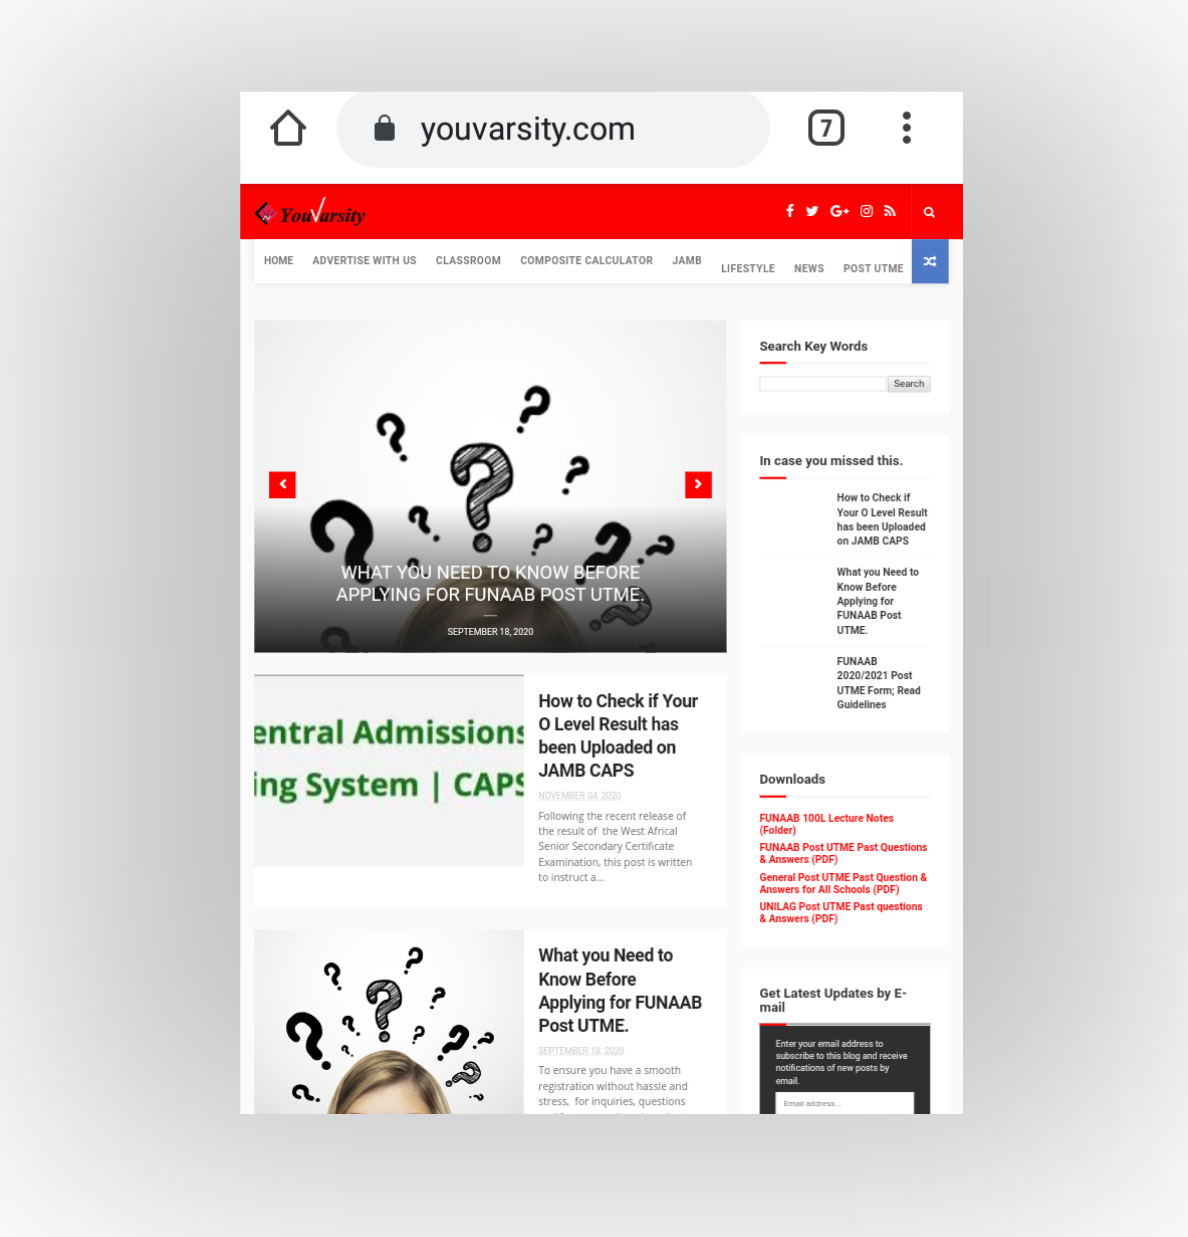 7
youvarsity.com
YouVarsity
HOME ADVERTISE WITH US CLASSROOM COMPOSITE CALCULATOR JAMB LIFESTYLE NEWS POST UTME
WHAT YOU NEED TO KNOW BEFORE
APPLYING FOR FUNAAB POST UTME.
SEPTEMBER 18, 2020
entral Admissions
ing System | CAPS
How to Check if Your
O Level Result has
been Uploaded on
JAMB CAPS
NOVEMBER 04, 2020
Following the recent release of
the result of the West Africal
Senior Secondary Certificate
Examination, this post is written
to instruct a...
What you Need to
Know Before
Applying for FUNAAB
Post UTME.
SEPTEMBER 18, 2020
To ensure you have a smooth
registration without hassle and
stress, for inquiries, questions
Search Key Words
Search
In case you missed this.
How to Check if
Your O Level Result
has been Uploaded
on JAMB CAPS
What you Need to
Know Before
Applying for
FUNAAB Post
UTME.
FUNAAB
2020/2021 Post
UTME Form; Read
Guidelines
Downloads
FUNAAB 100L Lecture Notes
(Folder)
FUNAAB Post UTME Past Questions
& Answers (PDF)
General Post UTME Past Question &
Answers for All Schools (PDF)
UNILAG Post UTME Past questions
& Answers (PDF)
Get Latest Updates by E-
mail
Enter your email address to
subscribe to this blog and receive
notifications of new posts by
email.
Email address...